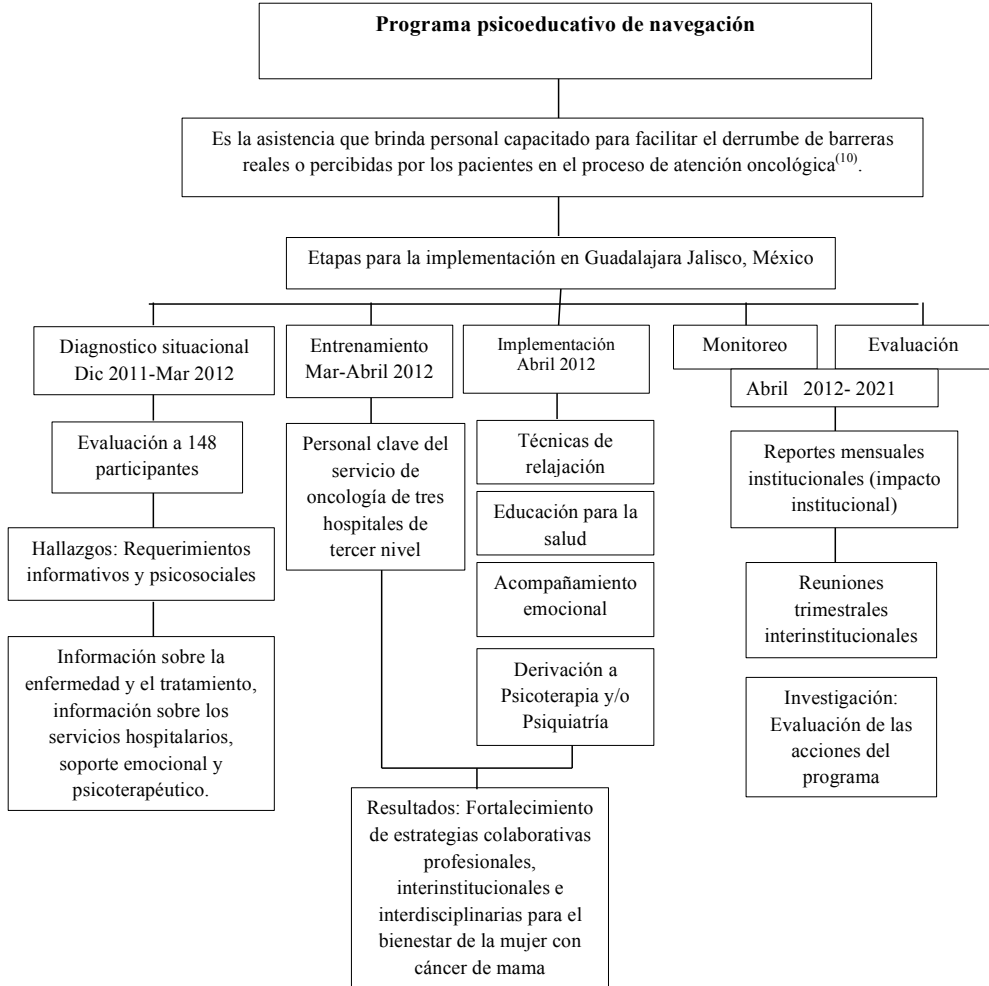 Programa psicoeducativo de navegación
Es la asistencia que brinda personal capacitado para facilitar el derrumbe de barreras
reales o percibidas por los pacientes en el proceso de atención oncológica(10).
Etapas para la implementación en Guadalajara Jalisco, México
Diagnostico situacional
Dic 2011-Mar 2012
Evaluación a 148
participantes
Hallazgos: Requerimientos
informativos y psicosociales
Información sobre la
enfermedad y el tratamiento,
información sobre los
servicios hospitalarios,
soporte emocional y
psicoterapéutico.
Entrenamiento
Mar-Abril 2012
Personal clave del
servicio de
oncología de tres
hospitales de
tercer nivel
Implementación
Abril 2012
Técnicas de
relajación
Educación para la
salud
Acompañamiento
emocional
Derivación a
Psicoterapia y/o
Psiquiatría
Resultados: Fortalecimiento
de estrategias colaborativas
profesionales,
interinstitucionales e
interdisciplinarias para el
bienestar de la mujer con
cáncer de mama
Monitoreo
Evaluación
Abril 2012- 2021
Reportes mensuales
institucionales (impacto
institucional)
Reuniones
trimestrales
interinstitucionales
Investigación:
Evaluación de las
acciones del
programa